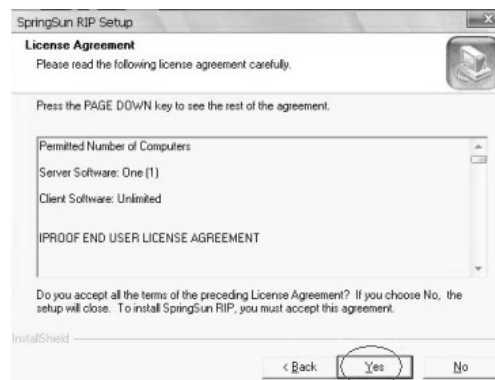 SpringSun RIP Setup
License Agreement
Please read the following license agreement carefully.
Press the PAGE DOWN key to see the rest of the agreement.
Permitted Number of Computers
Server Software: One (1)
Client Software: Unlimited
IPROOF END USER LICENSE AGREEMENT
Do you accept all the terms of the preceding License Agreement? If you choose No, the
setup will close. To install SpringSun RIP, you must accept this agreement.
InstallShield
< Back Yes No